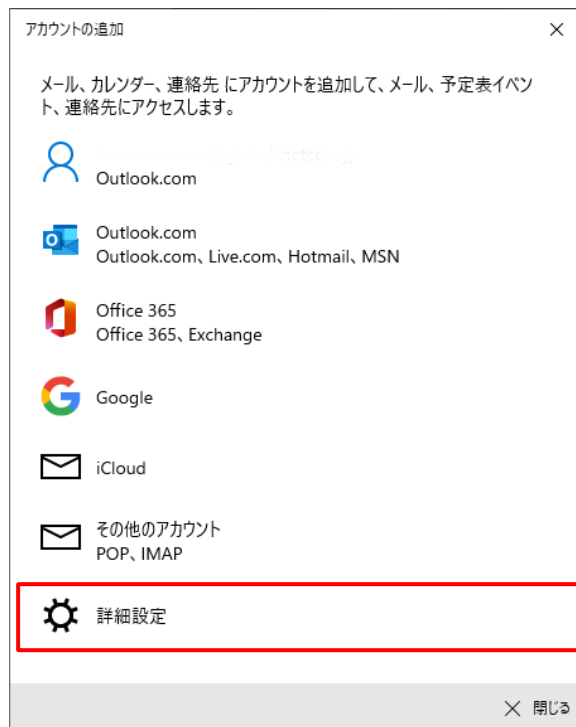 アカウントの追加
メール、カレンダー、連絡先 にアカウントを追加して、メール、予定表イベン
ト、連絡先にアクセスします。
Outlook.com
Outlook.com
Outlook.com、Live.com、Hotmail、MSN
Office 365
Office 365、Exchange
Google
iCloud
その他のアカウント
POP、IMAP
詳細設定
閉じる